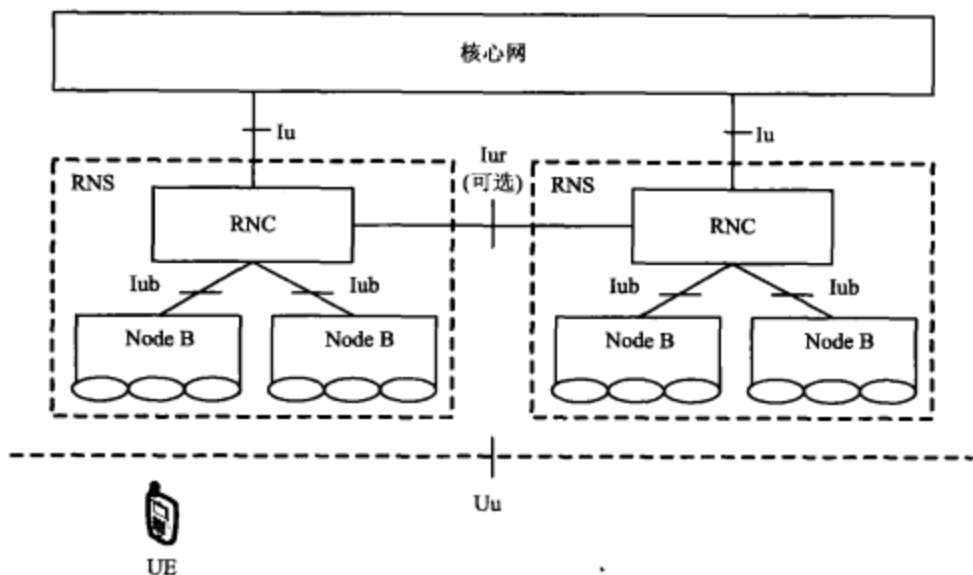 核心网
Iu
Iu
RNS
RNC
Iur
(可选)
RNS
RNC
Iub
Iub
Iub
Iub
Node B
Node B
Node B
Node B
Uu
UE